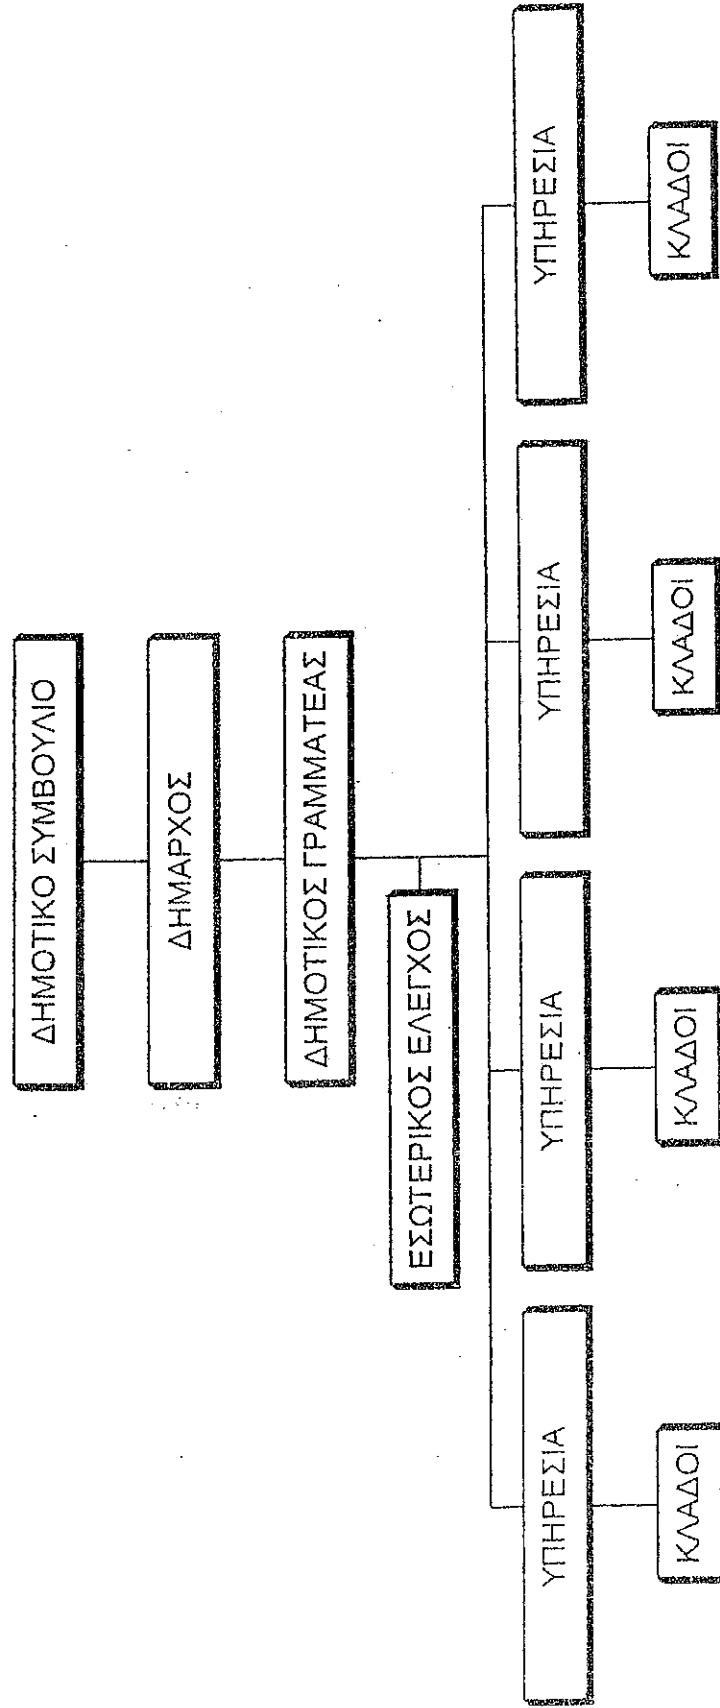 ΔΗΜΟΤΙΚΟ ΣΥΜΒΟΥΛΙΟ
ΔΗΜΑΡΧΟΣ
ΔΗΜΟΤΙΚΟΣ ΓΡΑΜΜΑΤΕΑΣ
ΕΣΩΤΕΡΙΚΟΣ ΕΛΕΓΧΟΣ
ΥΠΗΡΕΣΙΑ
ΥΠΗΡΕΣΙΑ
ΥΠΗΡΕΣΙΑ
ΥΠΗΡΕΣΙΑ
ΚΛΑΔΟΙ
ΚΛΑΔΟΙ
ΚΛΑΔΟΙ
ΚΛΑΔΟΙ